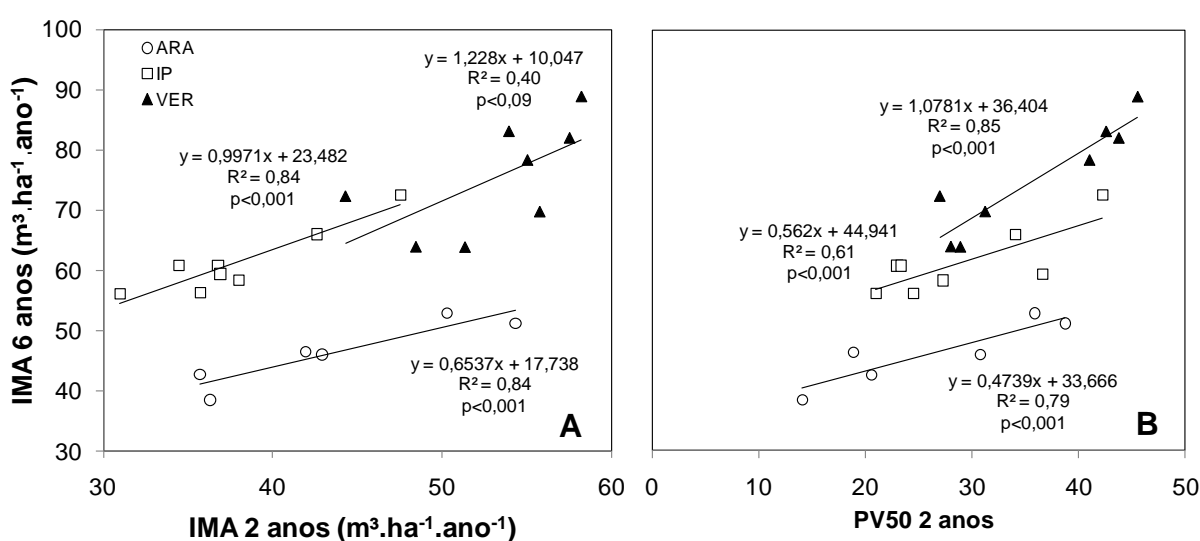 IMA 6 anos (m³.ha⁻¹.ano⁻¹)
100
90
80
70
60
50
40
30
ARA
IP
VER
y = 1,228x + 10,047
R² = 0,40
p<0,09
y = 0,9971x + 23,482
R² = 0,84
p<0,001
y = 0,6537x + 17,738
R² = 0,84
p<0,001
A
30 40 50 60
IMA 2 anos (m³.ha⁻¹.ano⁻¹)
y = 1,0781x + 36,404
R² = 0,85
p<0,001
y = 0,562x + 44,941
R² = 0,61
p<0,001
y = 0,4739x + 33,666
R² = 0,79
p<0,001
B
0 10 20 30 40 50
PV50 2 anos